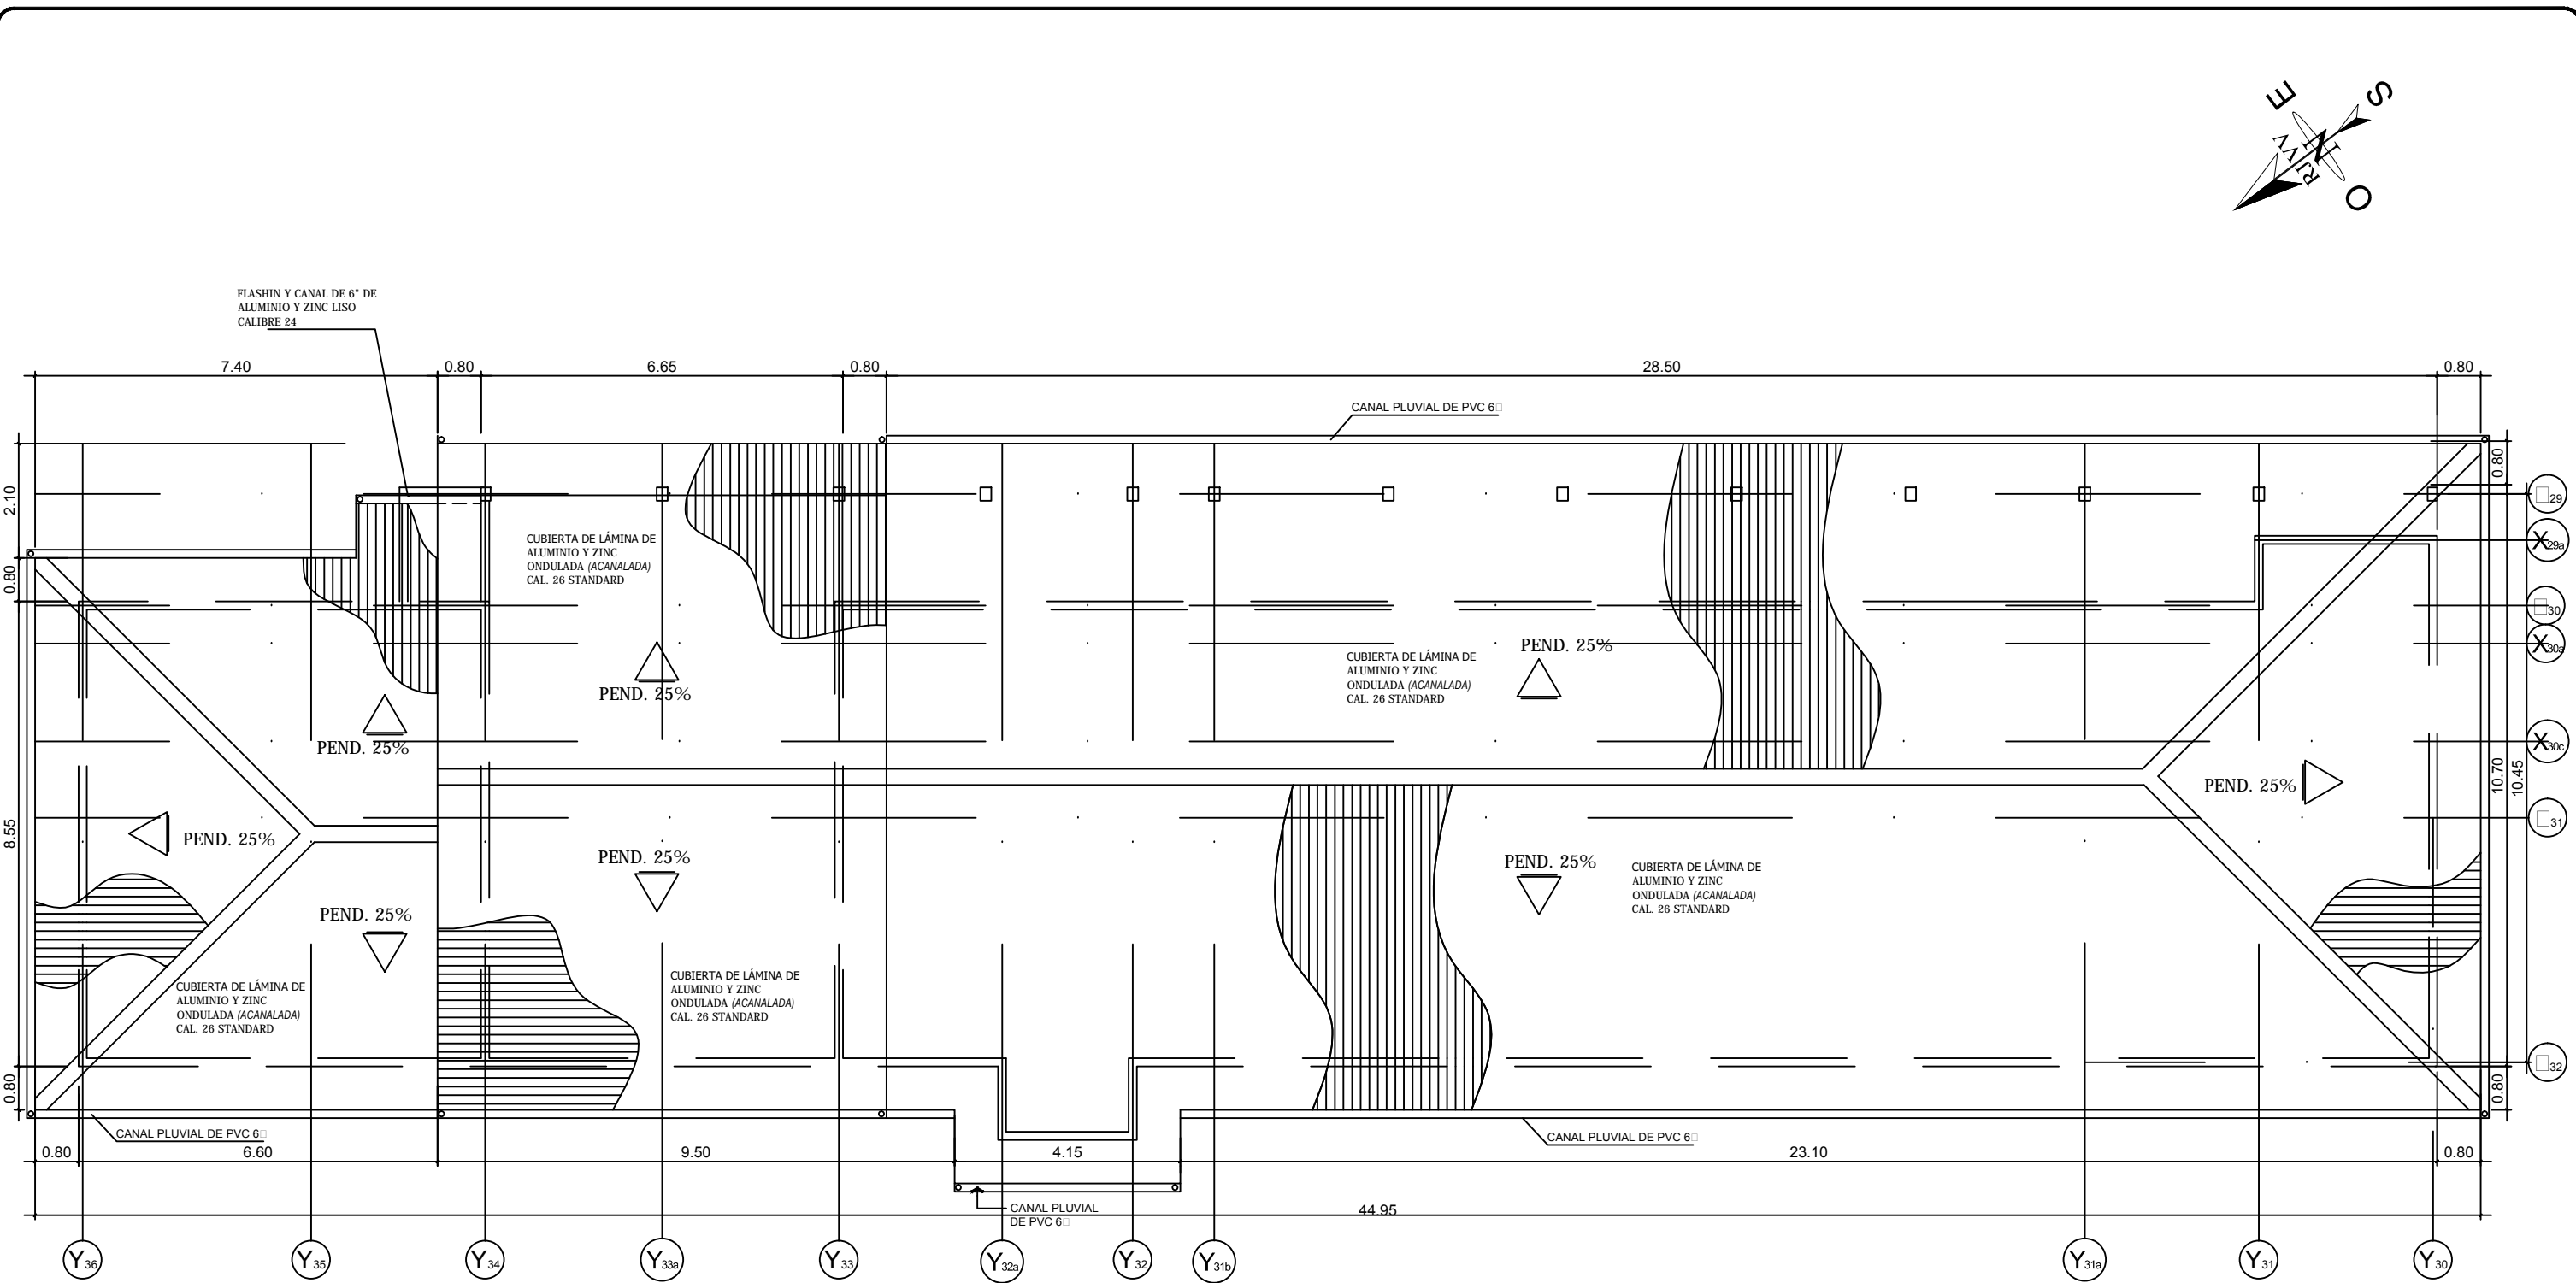 E
S
O
FLASHIN Y CANAL DE 6" DE
ALUMINIO Y ZINC LISO
CALIBRE 24
7.40
0.80
6.65
0.80
28.50
0.80
CANAL PLUVIAL DE PVC 6□
2.10
0.80
8.55
0.80
0.80
10.70
10.45
0.80
CUBIERTA DE LÁMINA DE
ALUMINIO Y ZINC
ONDULADA (ACANALADA)
CAL. 26 STANDARD
PEND. 25%
PEND. 25%
CUBIERTA DE LÁMINA DE
ALUMINIO Y ZINC
ONDULADA (ACANALADA)
CAL. 26 STANDARD
PEND. 25%
PEND. 25%
PEND. 25%
PEND. 25%
PEND. 25%
PEND. 25%
CUBIERTA DE LÁMINA DE
ALUMINIO Y ZINC
ONDULADA (ACANALADA)
CAL. 26 STANDARD
CUBIERTA DE LÁMINA DE
ALUMINIO Y ZINC
ONDULADA (ACANALADA)
CAL. 26 STANDARD
CUBIERTA DE LÁMINA DE
ALUMINIO Y ZINC
ONDULADA (ACANALADA)
CAL. 26 STANDARD
□29
X29a
□30
X30a
X30c
□31
□32
CANAL PLUVIAL DE PVC 6□
CANAL PLUVIAL DE PVC 6□
0.80
6.60
9.50
4.15
23.10
0.80
CANAL PLUVIAL
DE PVC 6□
44.95
Y36
Y35
Y34
Y33a
Y33
Y32a
Y32
Y31b
Y31a
Y31
Y30